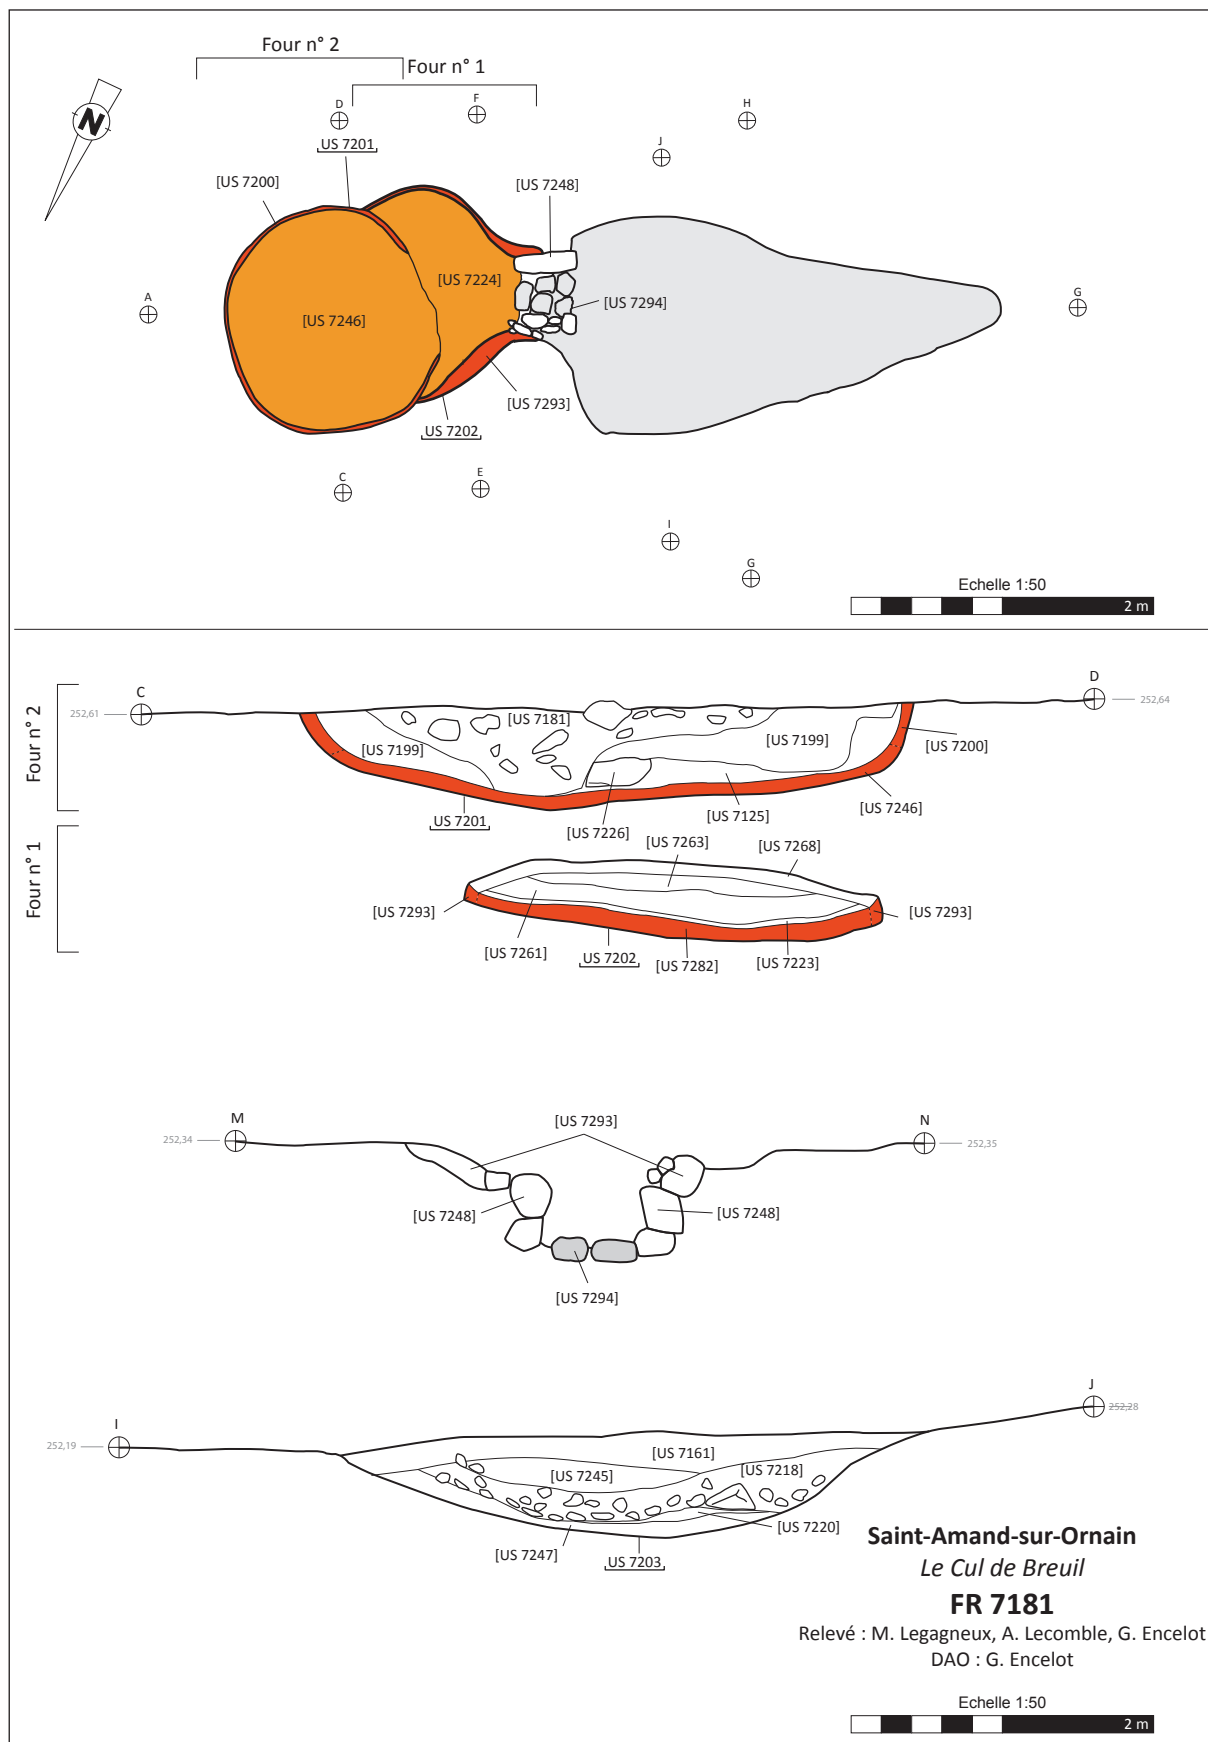 Four n° 2
Four n° 1
D
F
H
J
US 7201
[US 7200]
[US 7248]
N
[US 7224]
A
G
[US 7294]
[US 7246]
[US 7293]
US 7202
C
E
I
G
Echelle 1:50
2 m
Four n° 2
C
D
252,61
252,64
[US 7181]
[US 7199]
[US 7199]
[US 7200]
[US 7246]
US 7201
[US 7226]
[US 7125]
Four n° 1
[US 7263]
[US 7268]
[US 7293]
[US 7293]
[US 7261]
US 7202
[US 7282]
[US 7223]
M
N
[US 7293]
252,34
252,35
[US 7248]
[US 7248]
[US 7294]
I
J
252,19
252,28
[US 7161]
[US 7245]
[US 7218]
[US 7220]
[US 7247]
US 7203
Saint-Amand-sur-Ornain
Le Cul de Breuil
FR 7181
Relevé : M. Legagneux, A. Lecomble, G. Encelot
DAO : G. Encelot
Echelle 1:50
2 m